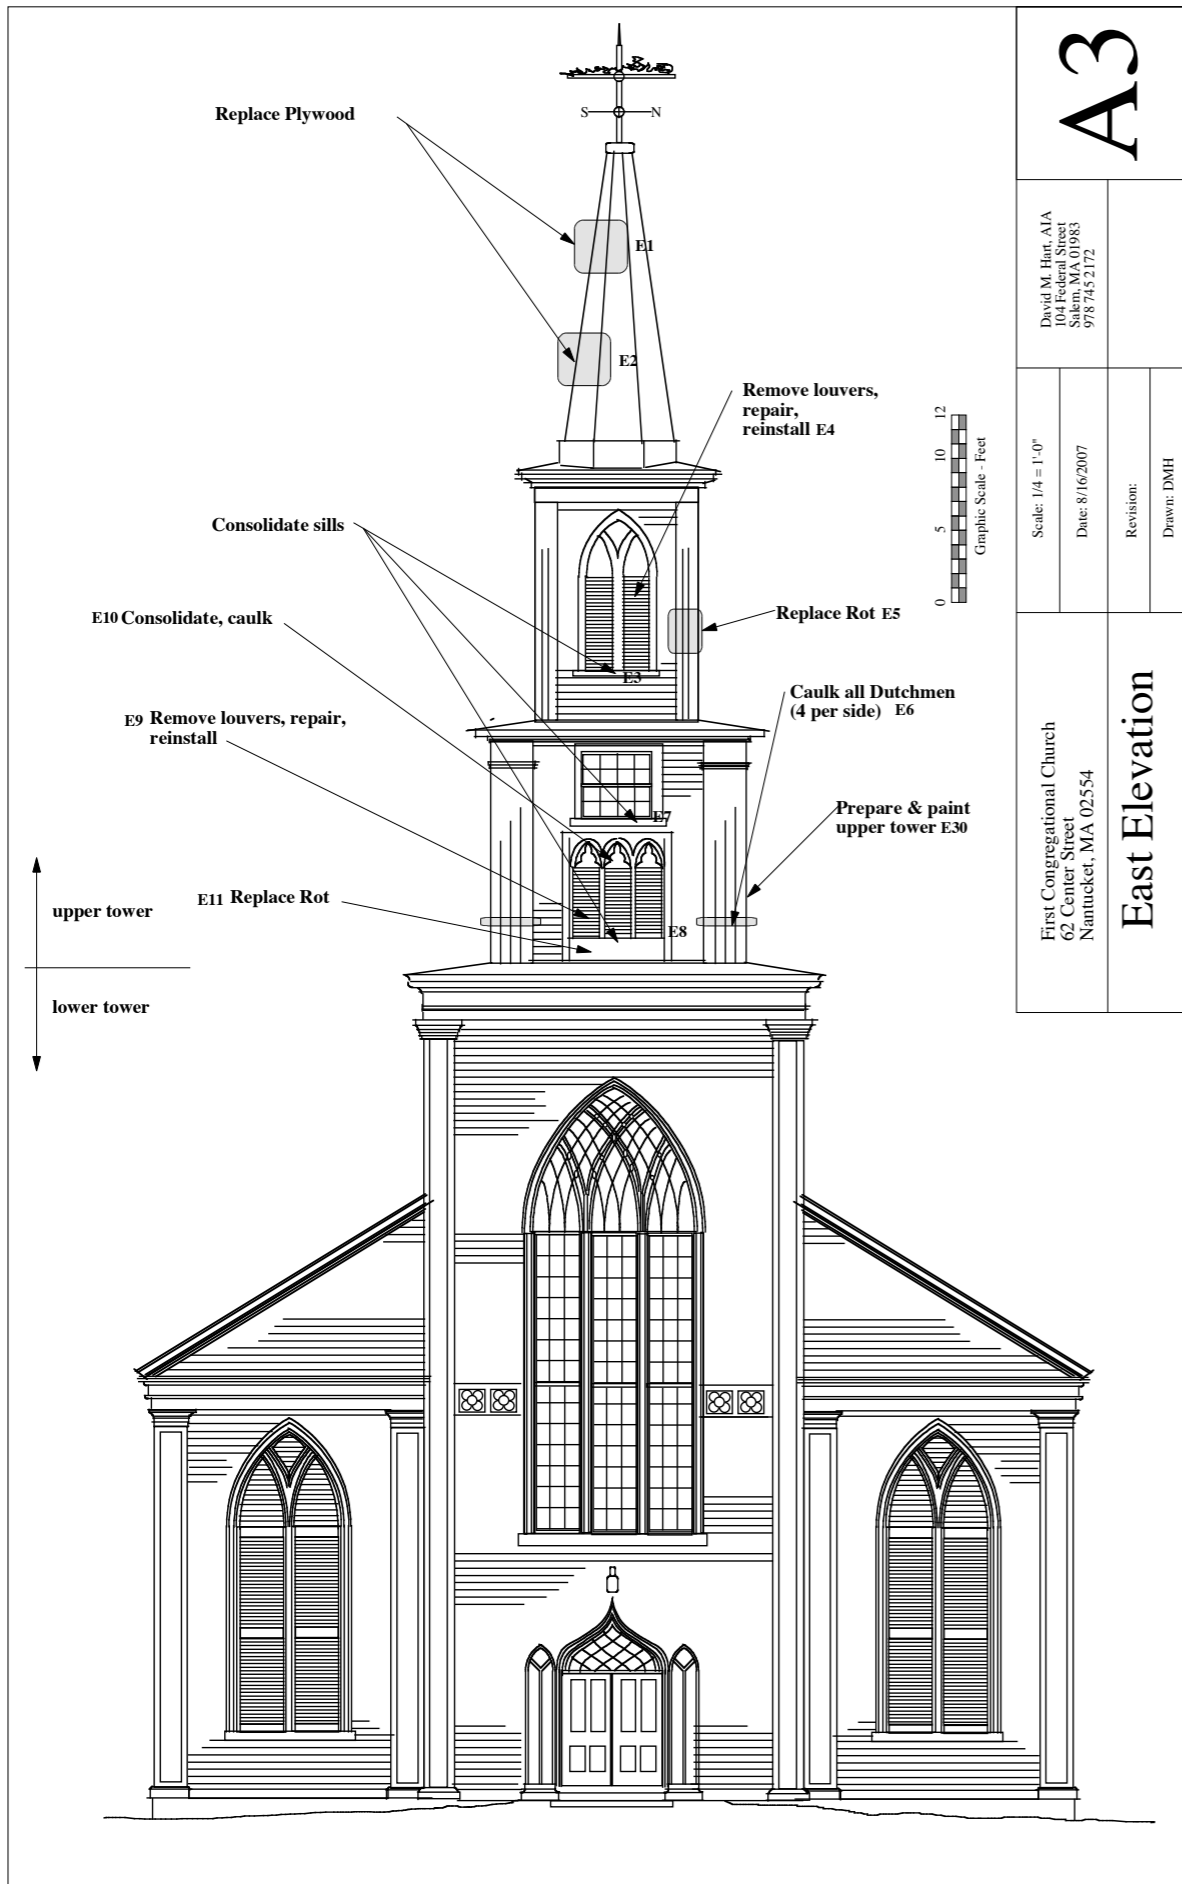 A3
David M. Hart, AIA
104 Federal Street
Salem, MA 01983
978 745 2172
Scale: 1/4 = 1'-0"
Date: 8/16/2007
Revision:
Drawn: DMH
First Congregational Church
62 Center Street
Nantucket, MA 02554
East Elevation
0 5 10 12
Graphic Scale - Feet
S N
Replace Plywood
E1
E2
Remove louvers,
repair,
reinstall E4
Consolidate sills
E10 Consolidate, caulk
Replace Rot E5
E3
E9 Remove louvers, repair,
reinstall
Caulk all Dutchmen
(4 per side) E6
E7
Prepare & paint
upper tower E30
E11 Replace Rot
E8
upper tower
lower tower